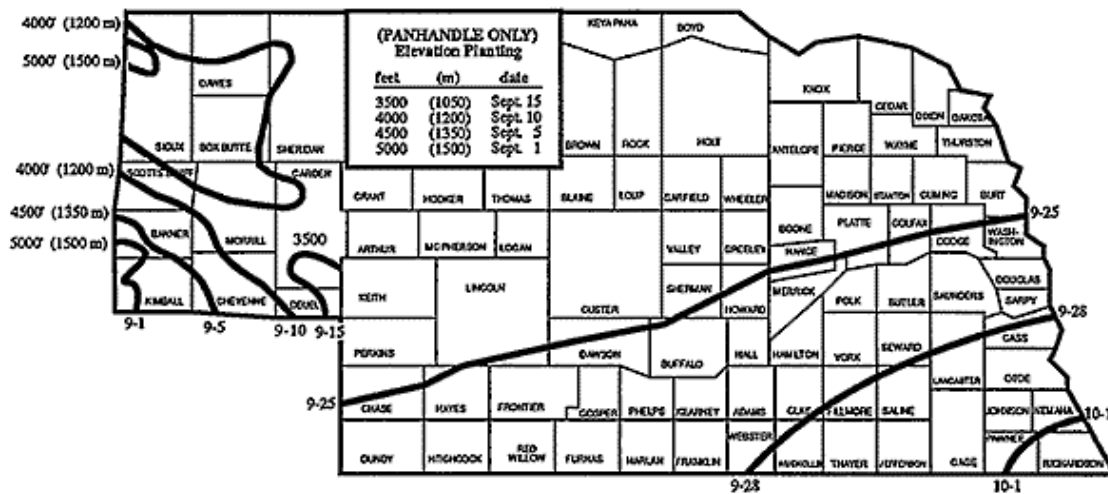 4000' (1200 m)
5000' (1500 m)
4000' (1200 m)
4500' (1350 m)
5000' (1500 m)
(PANHANDLE ONLY)
Elevation Planting
feet (m) date
3500 (1050) Sept. 15
4000 (1200) Sept. 10
4500 (1350) Sept. 5
5000 (1500) Sept. 1
KEYA PAHA
BOYD
DAWES
KNOX
CEDAR
DIXON
DAKOTA
SIOUX
BOX BUTTE
SHERIDAN
BROWN
ROCK
HOLT
ANTELOPE
PIERCE
WAYNE
THURSTON
SCOTTS BLUFF
GARDEN
GRANT
HOOKER
THOMAS
BLAINE
LOUP
GARFIELD
WHEELER
MADISON
STANTON
CUMING
BURT
9-25
BANNER
MORRILL
3500
ARTHUR
MC PHERSON
LOGAN
VALLEY
GREELEY
BOONE
PLATTE
COLFAX
DODGE
WASH-
INGTON
NANCE
KIMBALL
CHEYENNE
DEUEL
KEITH
LINCOLN
CUSTER
SHERMAN
HOWARD
MERRICK
POLK
BUTLER
SAUNDERS
DOUGLAS
SARPY
9-28
9-1
9-5
9-10
9-15
PERKINS
DAWSON
BUFFALO
HALL
HAMILTON
YORK
SEWARD
LANCASTER
CASS
OTOE
9-25
CHASE
HAYES
FRONTIER
GOSPER
PHELPS
KEARNEY
ADAMS
CLAY
FILLMORE
SALINE
JOHNSON
NEMAHA
10-1
DUNDY
HITCHCOCK
RED
WILLOW
FURNAS
HARLAN
FRANKLIN
WEBSTER
NUCKOLLS
THAYER
JEFFERSON
GAGE
PAWNEE
RICHARDSON
9-28
10-1